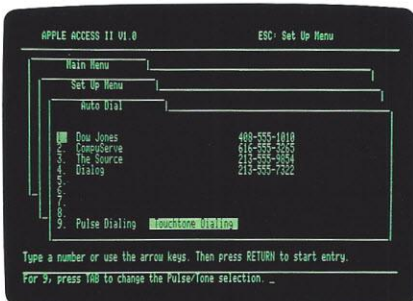 APPLE ACCESS II V1.0 ESC: Set Up Menu
Main Menu
Set Up Menu
Auto Dial
1. Dow Jones 408-555-1010
2. CompuServe 616-555-3265
3. The Source 213-555-9854
4. Dialog 213-555-7322
5.
6.
7.
8.
9. Pulse Dialing Touchtone Dialing
Type a number or use the arrow keys. Then press RETURN to start entry.
For 9, press TAB to change the Pulse/Tone selection. _